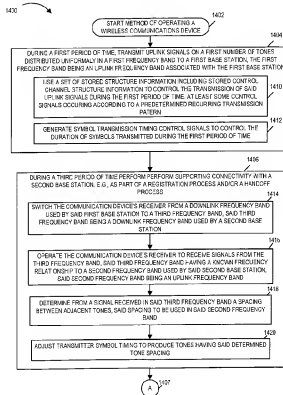 1400
1402
START METHOD OF OPERATING A
WIRELESS COMMUNICATIONS DEVICE
1404
DURING A FIRST PERIOD OF TIME, TRANSMIT UPLINK SIGNALS ON A FIRST NUMBER OF TONES
DISTRIBUTED UNIFORMALY IN A FIRST FREQUENCY BAND TO A FIRST BASE STATION, THE FIRST
FREQUENCY BAND BEING AN UPLINK FREQUENCY BAND ASSOCIATED WITH THE FIRST BASE STATION
USE A SET OF STORED STRUCTURE INFORMATION INCLUDING STORED CONTROL
CHANNEL STRUCTURE INFORMATION TO CONTROL THE TRANSMISSION OF SAID
UPLINK SIGNALS DURING THE FIRST PERIOD OF TIME. AT LEAST SOME CONTROL
SIGNALS OCCURING ACCORDING TO A PREDETERMINED RECURRING TRANSMISSION
PATERN
1410
GENERATE SYMBOL TRANSMISSION TIMING CONTROL SIGNALS TO CONTROL THE
DURATION OF SYMBOLS TRANSMITTED DURING THE FIRST PERIOD OF TIME
1412
1406
DURING A THIRD PERIOD OF TIME PERFORM PERFORM SUPPORTING CONNECTIVITY WITH A
SECOND BASE STATION, E.G., AS PART OF A REGISTRATION PROCESS AND/OR A HANDOFF
PROCESS
1414
SWITCH THE COMMUNICATION DEVICE'S RECEIVER FROM A DOWNLINK FREQUENCY BAND
USED BY SAID FIRST BASE STATION TO A THIRD FREQUENCY BAND, SAID THIRD
FREQUENCY BAND BEING A DOWNLINK FREQUENCY BAND USED BY A SECOND BASE
STATION
1416
OPERATE THE COMMUNICATION DEVICE'S RECEIVER TO RECEIVE SIGNALS FROM THE
THIRD FREQUENCY BAND, SAID THIRD FREQUENCY BAND HAVING A KNOWN FREQUENCY
RELATIONSHIP TO A SECOND FREQUENCY BAND USED BY SAID SECOND BASE STATION,
SAID SECOND FREQUENCY BAND BEING AN UPLINK FREQUENCY BAND
1418
DETERMINE FROM A SIGNAL RECEIVED IN SAID THIRD FREQUENCY BAND A SPACING
BETWEEN ADJACENT TONES, SAID SPACING TO BE USED IN SAID SECOND FREQUENCY
BAND
1420
ADJUST TRANSMITTER SYMBOL TIMING TO PRODUCE TONES HAVING SAID DETERMINED
TONE SPACING
A
1407